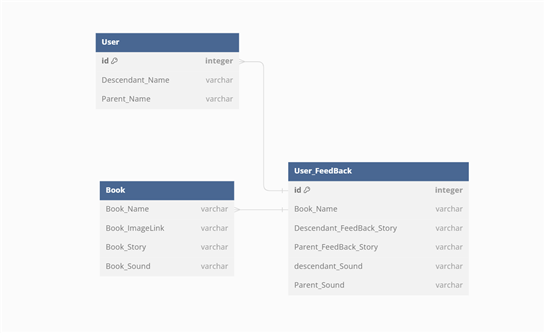 User
id integer
Descendant_Name varchar
Parent_Name varchar
User_FeedBack
id integer
Book_Name varchar
Descendant_FeedBack_Story varchar
Parent_FeedBack_Story varchar
descendant_Sound varchar
Parent_Sound varchar
Book
Book_Name varchar
Book_ImageLink varchar
Book_Story varchar
Book_Sound varchar